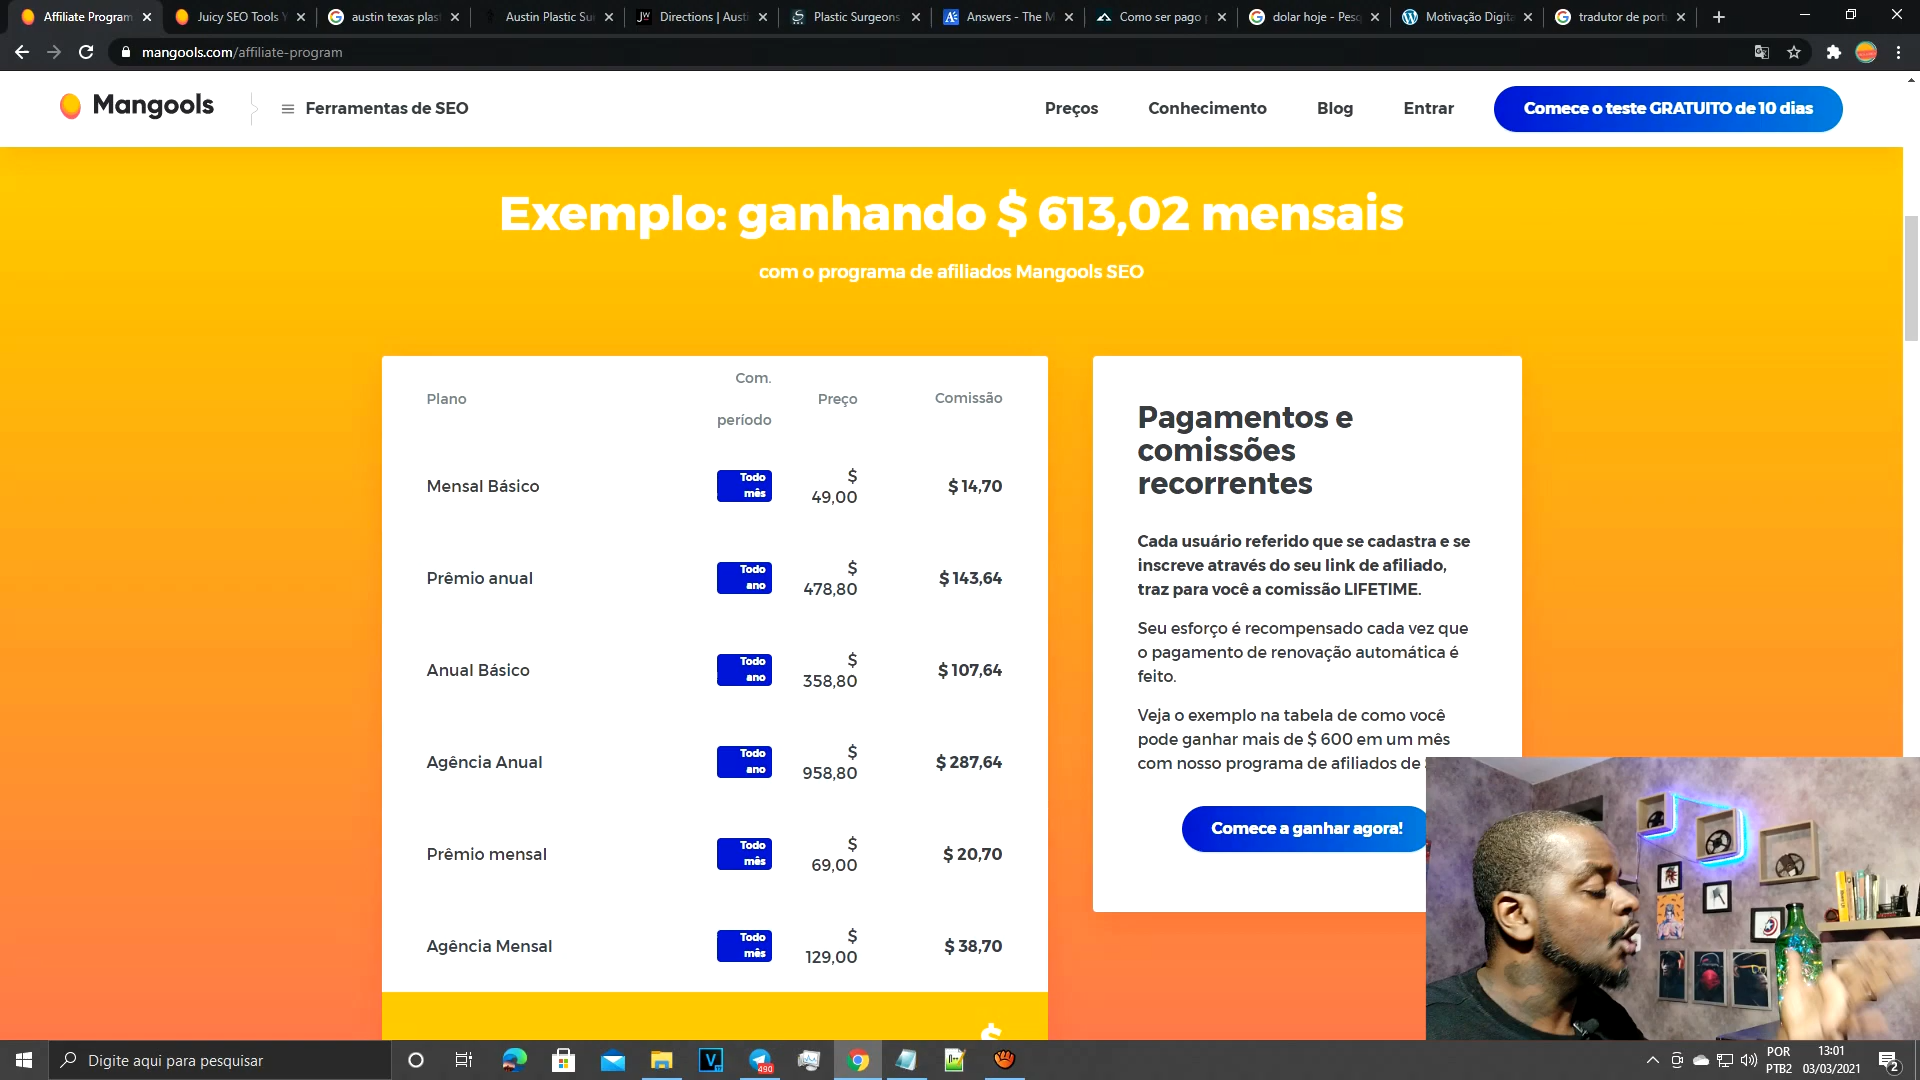 Affiliate Program
Juicy SEO Tools Y
austin texas plas
Austin Plastic Su
Directions | Aust
Plastic Surgeons
Answers - The M
Como ser pago p
dolar hoje - Pesq
Motivação Digita
tradutor de port
mangools.com/affiliate-program
Mangools
Ferramentas de SEO
Preços
Conhecimento
Blog
Entrar
Comece o teste GRATUITO de 10 dias
Exemplo: ganhando $ 613,02 mensais
com o programa de afiliados Mangools SEO
Plano
Com.
período
Preço
Comissão
Mensal Básico
Todo
mês
$
49,00
$ 14,70
Prêmio anual
Todo
ano
$
478,80
$ 143,64
Anual Básico
Todo
ano
$
358,80
$ 107,64
Agência Anual
Todo
ano
$
958,80
$ 287,64
Prêmio mensal
Todo
mês
$
69,00
$ 20,70
Agência Mensal
Todo
mês
$
129,00
$ 38,70
$
Pagamentos e
comissões
recorrentes
Cada usuário referido que se cadastra e se
inscreve através do seu link de afiliado,
traz para você a comissão LIFETIME.
Seu esforço é recompensado cada vez que
o pagamento de renovação automática é
feito.
Veja o exemplo na tabela de como você
pode ganhar mais de $ 600 em um mês
com nosso programa de afiliados de
Comece a ganhar agora!
Digite aqui para pesquisar
490
POR
PTB2
13:01
03/03/2021
2